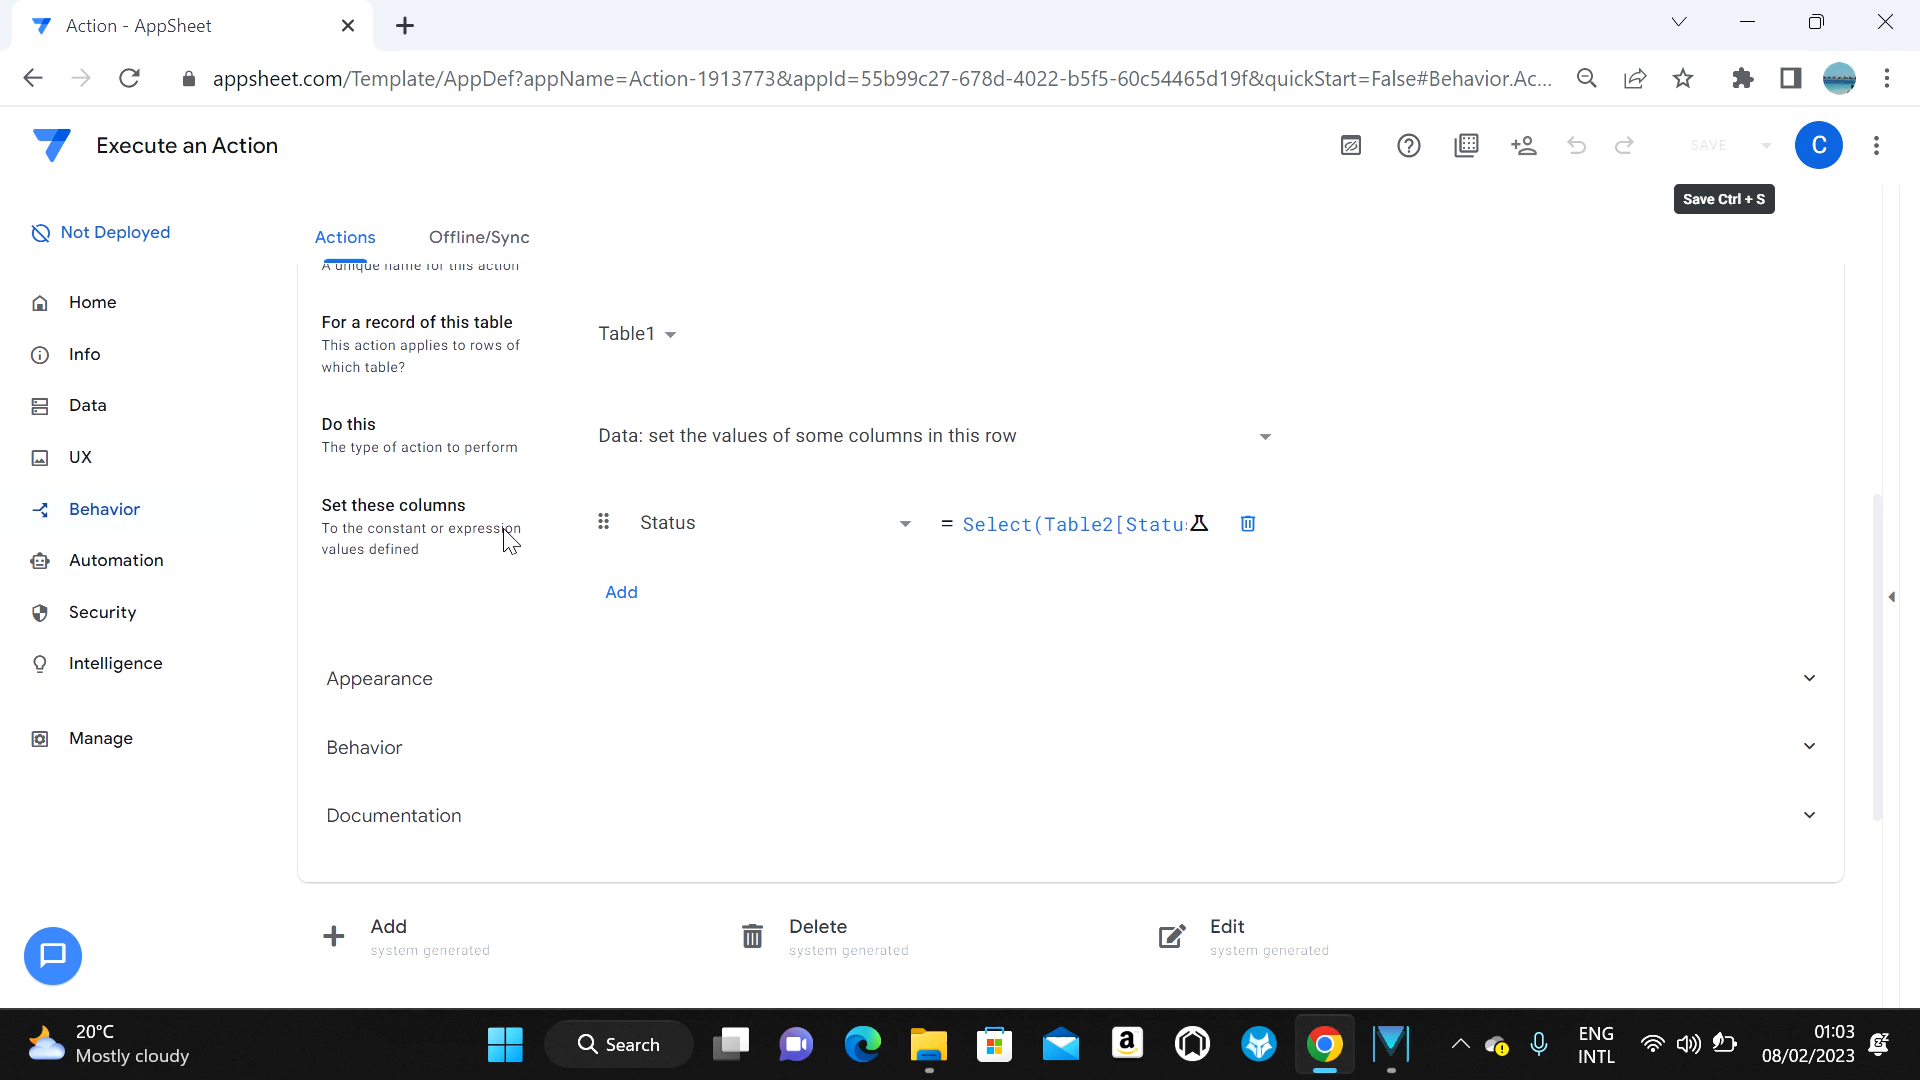 Action - AppSheet
appsheet.com/Template/AppDef?appName=Action-1913773&appId=55b99c27-678d-4022-b5f5-60c54465d19f&quickStart=False#Behavior.Ac...
Execute an Action
SAVE
C
Save Ctrl + S
Not Deployed
Actions
Offline/Sync
A unique name for this action
Home
Info
Data
UX
Behavior
Automation
Security
Intelligence
Manage
For a record of this table
This action applies to rows of
which table?
Table1
Do this
The type of action to perform
Data: set the values of some columns in this row
Set these columns
To the constant or expression
values defined
Status
= Select(Table2[Statu
Add
Appearance
Behavior
Documentation
Add
system generated
Delete
system generated
Edit
system generated
20°C
Mostly cloudy
Search
ENG
INTL
01:03
08/02/2023